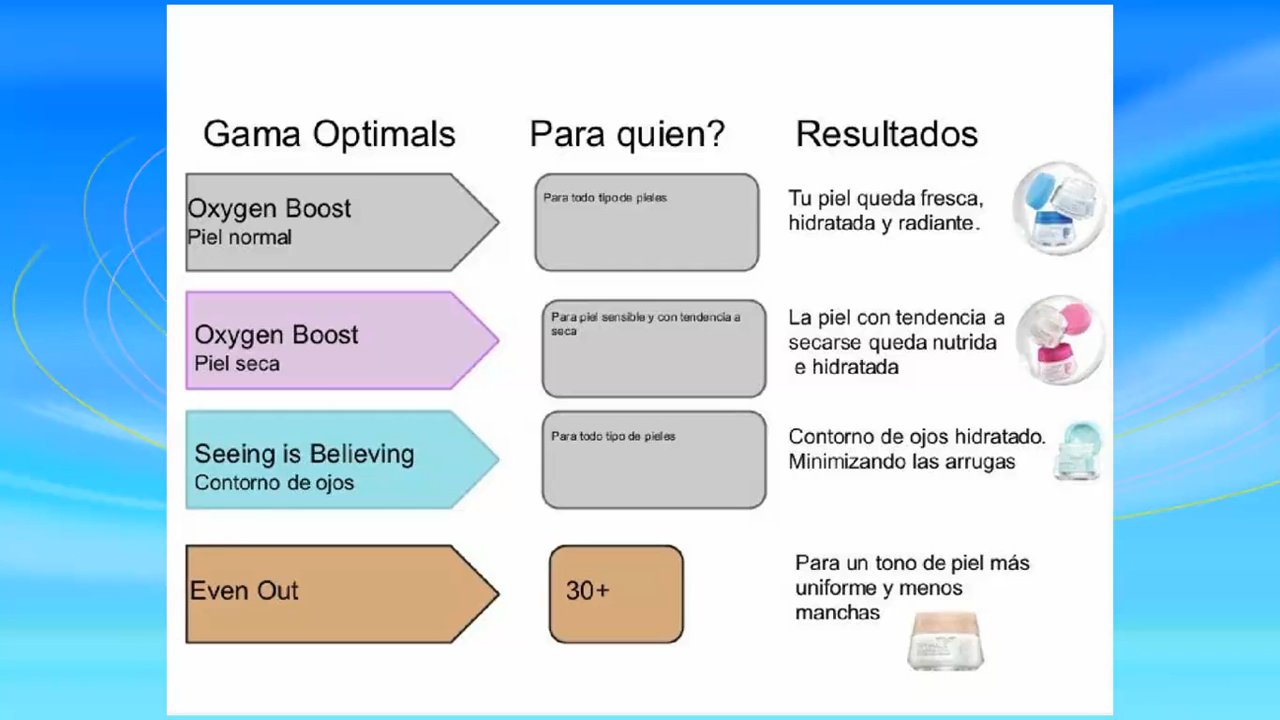 Gama Optimals
Para quien?
Resultados
Oxygen Boost
Piel normal
Para todo tipo de pieles
Tu piel queda fresca,
hidratada y radiante.
Oxygen Boost
Piel seca
Para piel sensible y con tendencia a
seca
La piel con tendencia a
secarse queda nutrida
e hidratada
Seeing is Believing
Contorno de ojos
Para todo tipo de pieles
Contorno de ojos hidratado.
Minimizando las arrugas
Even Out
30+
Para un tono de piel más
uniforme y menos
manchas